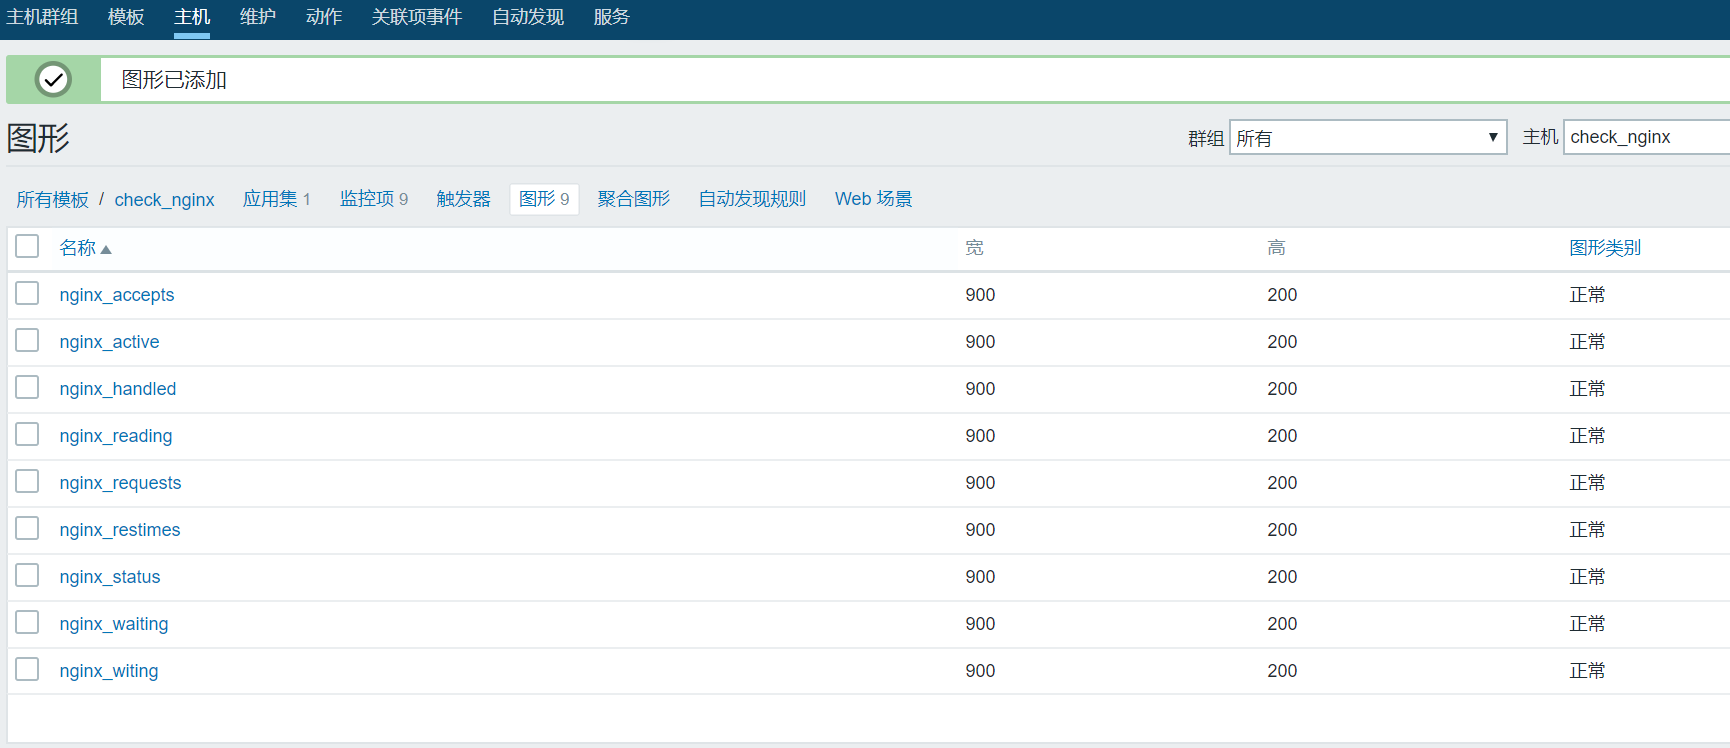 主机群组 模板 主机 维护 动作 关联项事件 自动发现 服务
图形已添加
图形 群组 所有 主机 check_nginx
所有模板 / check_nginx 应用集 1 监控项 9 触发器 图形 9 聚合图形 自动发现规则 Web 场景
名称 宽 高 图形类别
nginx_accepts 900 200 正常
nginx_active 900 200 正常
nginx_handled 900 200 正常
nginx_reading 900 200 正常
nginx_requests 900 200 正常
nginx_restimes 900 200 正常
nginx_status 900 200 正常
nginx_waiting 900 200 正常
nginx_witing 900 200 正常